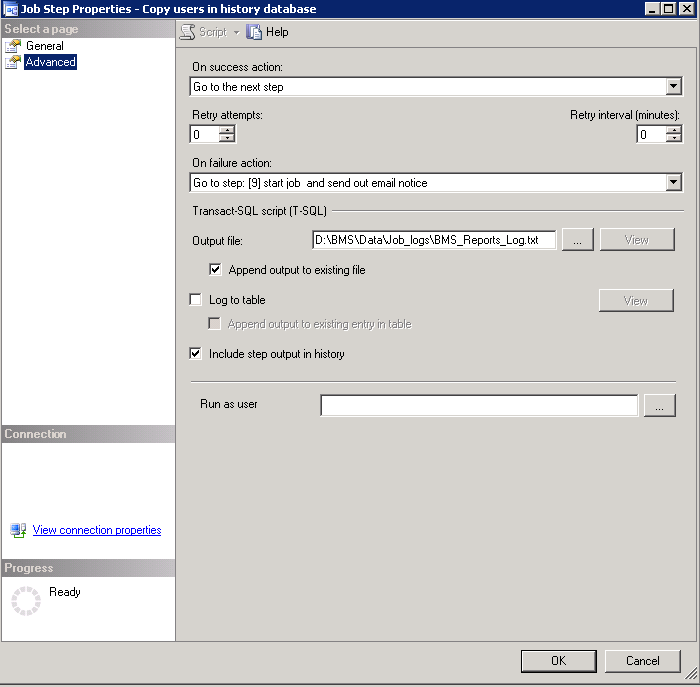 Job Step Properties - Copy users in history database
Select a page
General
Advanced
Script
Help
On success action:
Go to the next step
Retry attempts:
Retry interval (minutes):
0
0
On failure action:
Go to step: [9] start job  and send out email notice
Transact-SQL script (T-SQL)
Output file:
D:\BMS\Data\Job_logs\BMS_Reports_Log.txt
...
View
Append output to existing file
Log to table
View
Append output to existing entry in table
Include step output in history
Run as user
...
Connection
View connection properties
Progress
Ready
OK
Cancel